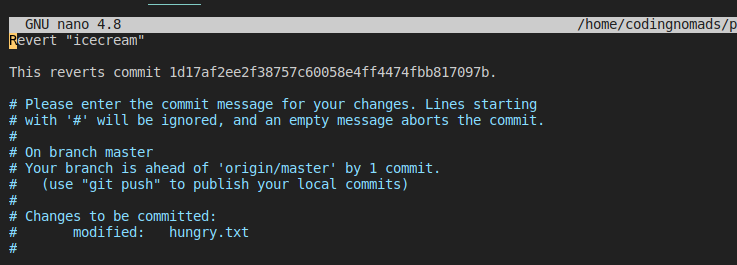 GNU nano 4.8 /home/codingnomads/p
Revert "icecream"
This reverts commit 1d17af2ee2f38757c60058e4ff4474fbb817097b.
# Please enter the commit message for your changes. Lines starting
# with '#' will be ignored, and an empty message aborts the commit.
#
# On branch master
# Your branch is ahead of 'origin/master' by 1 commit.
#   (use "git push" to publish your local commits)
#
# Changes to be committed:
#       modified:   hungry.txt
#